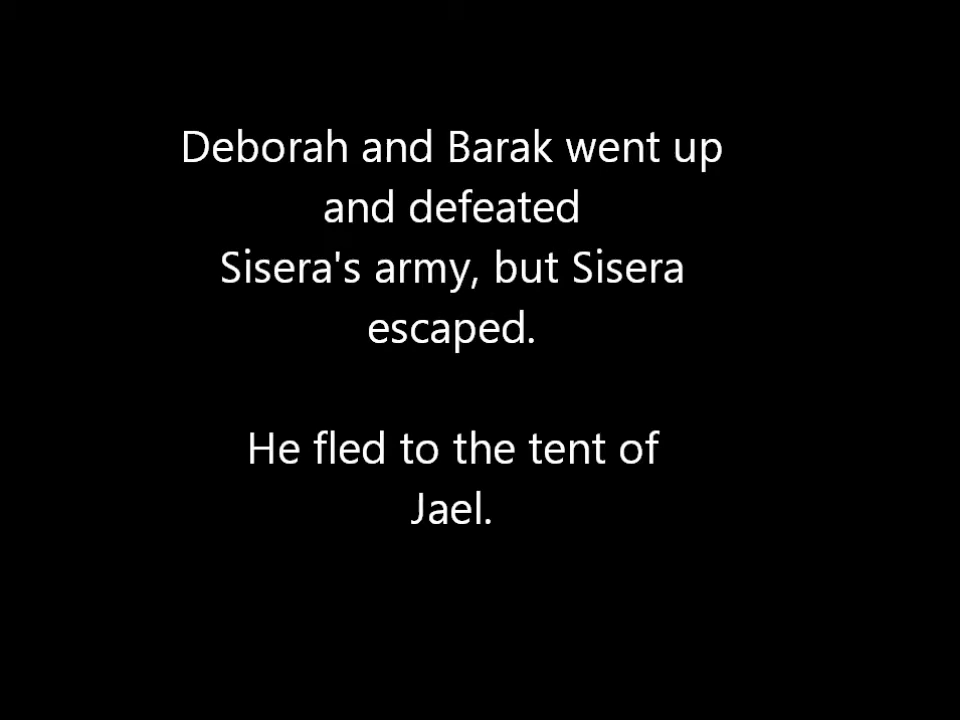 Deborah and Barak went up
and defeated
Sisera's army, but Sisera
escaped.
He fled to the tent of
Jael.